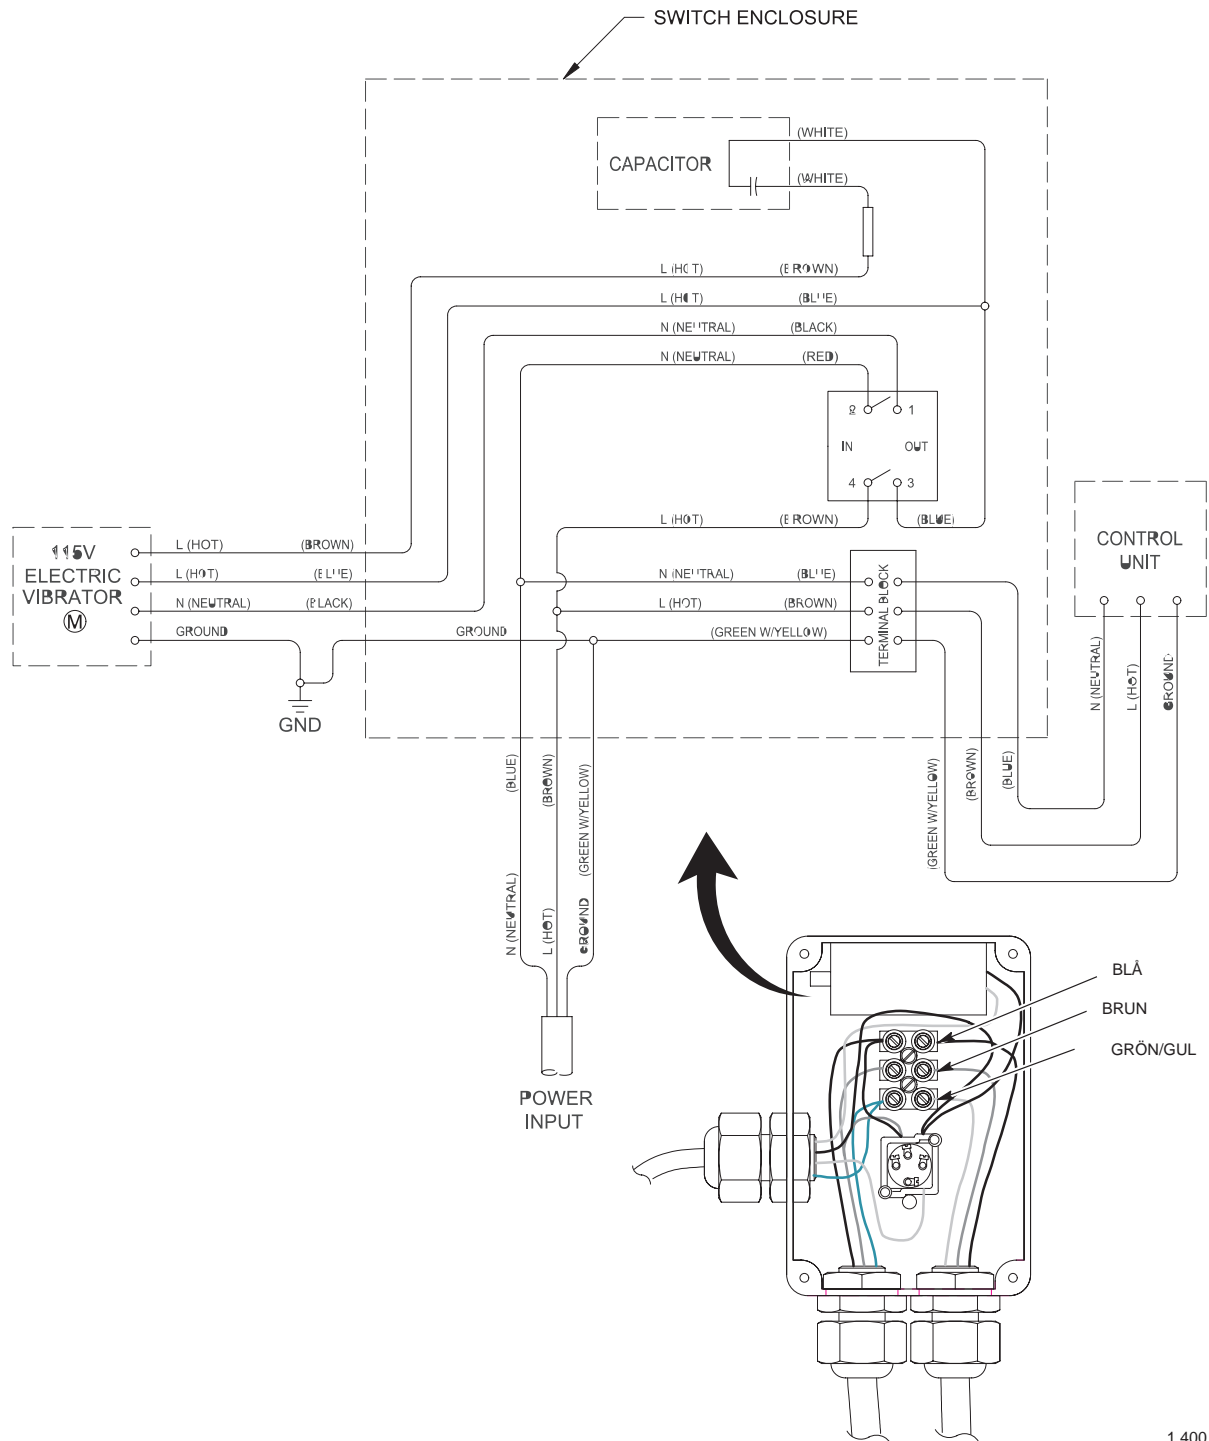 SWITCH ENCLOSURE
(WHITE)
CAPACITOR
(WHITE)
L (HOT) (BROWN)
L (HOT) (BLUE)
N (NEUTRAL) (BLACK)
N (NEUTRAL) (RED)
2 1
IN OUT
4 3
L (HOT) (BROWN) (BLUE)
115V
ELECTRIC
VIBRATOR
M
L (HOT) (BROWN)
L (HOT) (BLUE)
N (NEUTRAL) (BLACK)
GROUND
GROUND
GND
N (NEUTRAL) (BLUE)
L (HOT) (BROWN)
(GREEN W/YELLOW)
TERMINAL BLOCK
CONTROL
UNIT
N (NEUTRAL)
L (HOT)
GROUND
(BLUE)
(BROWN)
(GREEN W/YELLOW)
(GREEN W/YELLOW)
(BROWN)
(BLUE)
N (NEUTRAL)
L (HOT)
GROUND
POWER
INPUT
BLÅ
BRUN
GRÖN/GUL
1.400